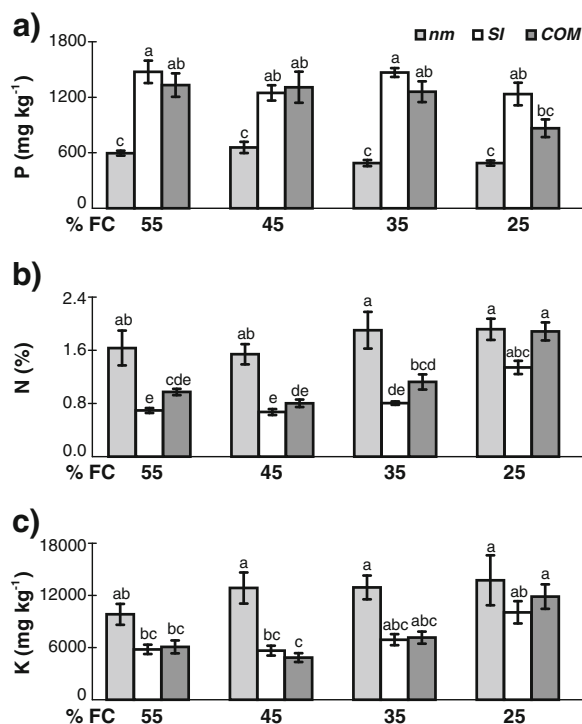 a)
nm SI COM
P (mg kg-1)
1800
1200
600
0
c a ab c ab ab c a ab c ab bc
% FC 55 45 35 25
b)
N (%)
2.4
1.6
0.8
0.0
ab e cde ab e de a de bcd a abc a
% FC 55 45 35 25
c)
K (mg kg-1)
18000
12000
6000
0
ab bc bc a bc c a abc abc a ab a
% FC 55 45 35 25